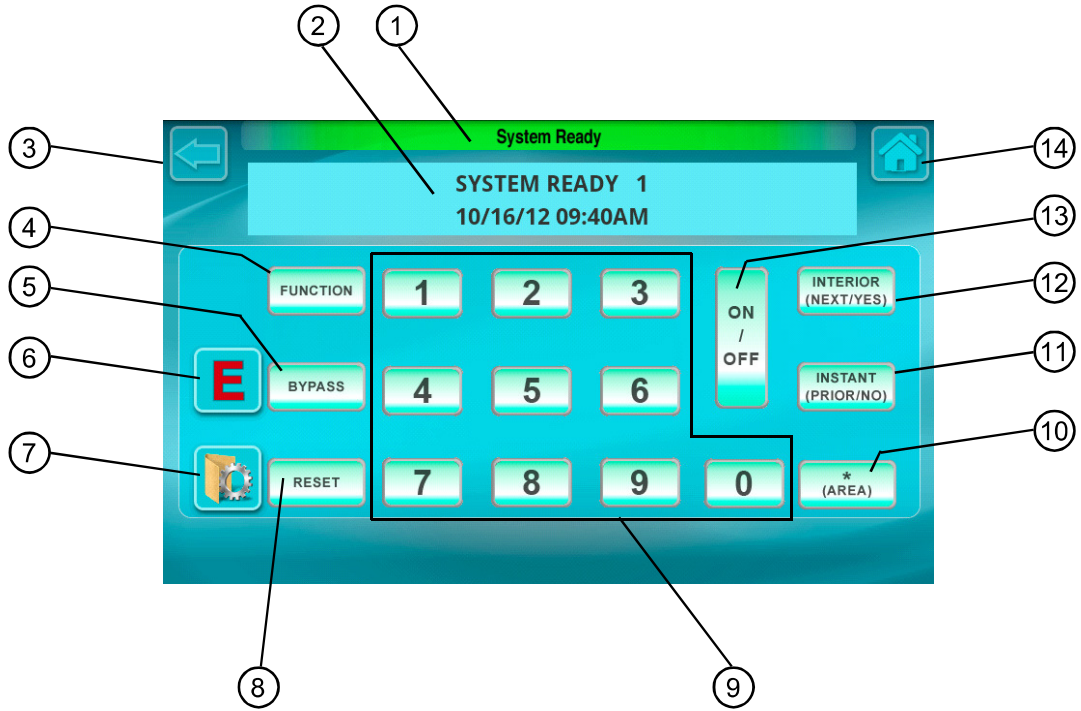 2
1
System Ready
3
14
SYSTEM READY 1
10/16/12 09:40AM
13
4
FUNCTION
1
2
3
ON
/
OFF
INTERIOR
(NEXT/YES)
12
5
6
E
BYPASS
4
5
6
INSTANT
(PRIOR/NO)
11
7
RESET
7
8
9
0
*
(AREA)
10
8
9